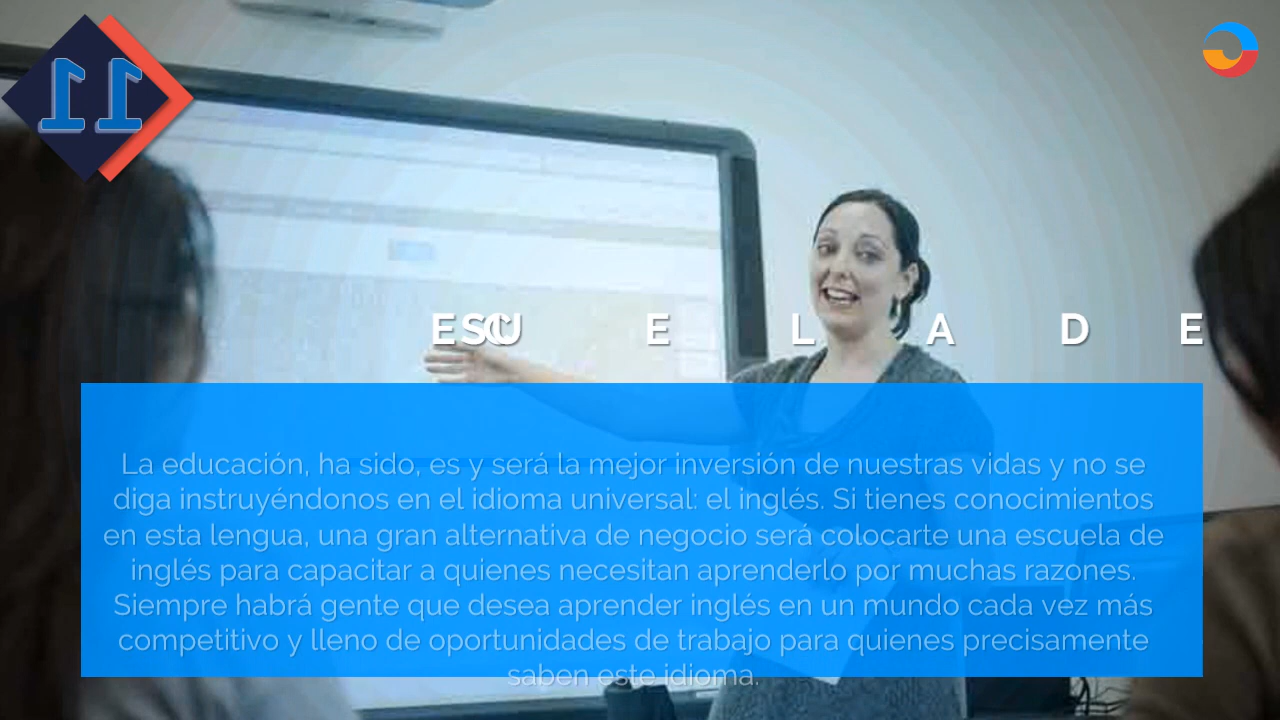 11
ESCUELA DE
La educación, ha sido, es y será la mejor inversión de nuestras vidas y no se
diga instruyéndonos en el idioma universal: el inglés. Si tienes conocimientos
en esta lengua, una gran alternativa de negocio será colocarte una escuela de
inglés para capacitar a quienes necesitan aprenderlo por muchas razones.
Siempre habrá gente que desea aprender inglés en un mundo cada vez más
competitivo y lleno de oportunidades de trabajo para quienes precisamente
saben este idioma.